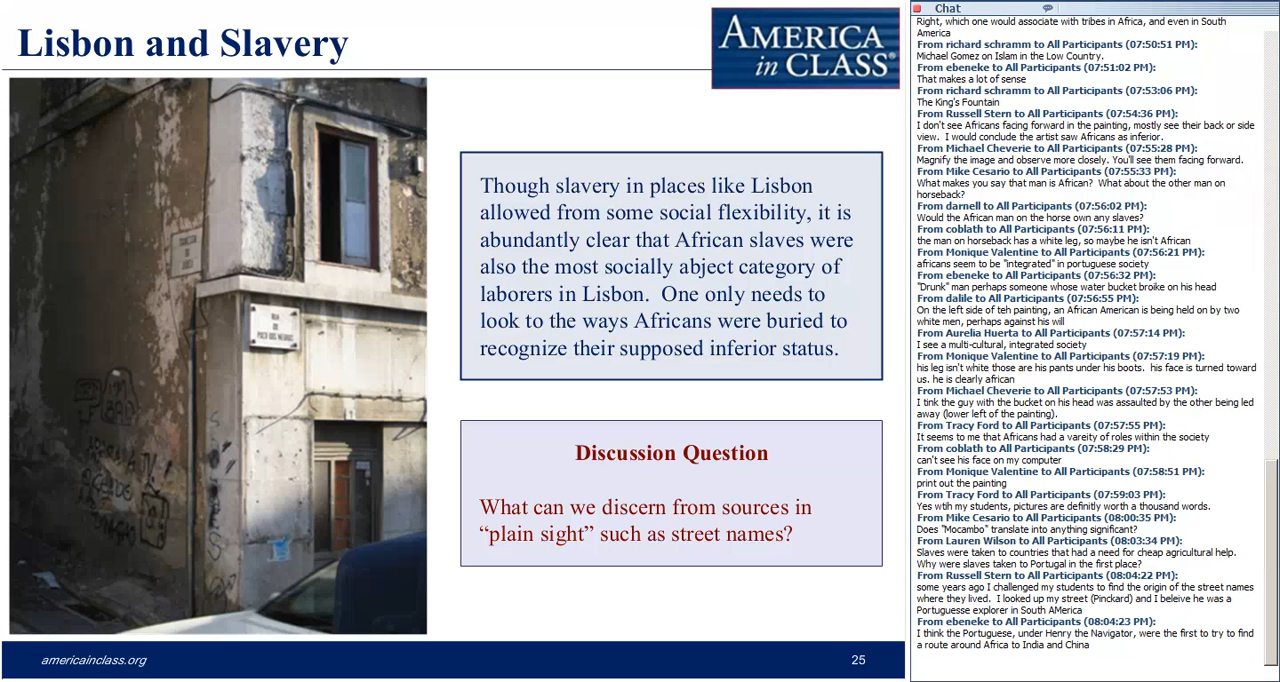 Lisbon and Slavery
AMERICA
in CLASS®
RUA
DO
POÇO DOS NEGROS
Though slavery in places like Lisbon
allowed from some social flexibility, it is
abundantly clear that African slaves were
also the most socially abject category of
laborers in Lisbon.  One only needs to
look to the ways Africans were buried to
recognize their supposed inferior status.
Discussion Question
What can we discern from sources in
“plain sight” such as street names?
americainclass.org
25
Chat
Right, which one would associate with tribes in Africa, and even in South
America
From richard schramm to All Participants (07:50:51 PM):
Michael Gomez on Islam in the Low Country.
From ebeneke to All Participants (07:51:02 PM):
That makes a lot of sense
From richard schramm to All Participants (07:53:06 PM):
The King's Fountain
From Russell Stern to All Participants (07:54:36 PM):
I don't see Africans facing forward in the painting, mostly see their back or side
view.  I would conclude the artist saw Africans as inferior.
From Michael Cheverie to All Participants (07:55:28 PM):
Magnify the image and observe more closely. You'll see them facing forward.
From Mike Cesario to All Participants (07:55:33 PM):
What makes you say that man is African?  What about the other man on
horseback?
From darnell to All Participants (07:56:02 PM):
Would the African man on the horse own any slaves?
From coblath to All Participants (07:56:11 PM):
the man on horseback has a white leg, so maybe he isn't African
From Monique Valentine to All Participants (07:56:21 PM):
africans seem to be "integrated" in portuguese society
From ebeneke to All Participants (07:56:32 PM):
"Drunk" man perhaps someone whose water bucket broike on his head
From dalile to All Participants (07:56:55 PM):
On the left side of teh painting, an African American is being held on by two
white men, perhaps against his will
From Aurelia Huerta to All Participants (07:57:14 PM):
I see a multi-cultural, integrated society
From Monique Valentine to All Participants (07:57:19 PM):
his leg isn't white those are his pants under his boots.  his face is turned toward
us. he is clearly african
From Michael Cheverie to All Participants (07:57:53 PM):
I tink the guy with the bucket on his head was assaulted by the other being led
away (lower left of the painting).
From Tracy Ford to All Participants (07:57:55 PM):
It seems to me that Africans had a vareity of roles within the society
From coblath to All Participants (07:58:29 PM):
can't see his face on my computer
From Monique Valentine to All Participants (07:58:51 PM):
print out the painting
From Tracy Ford to All Participants (07:59:03 PM):
Yes wtih my students, pictures are definitly worth a thousand words.
From Mike Cesario to All Participants (08:00:35 PM):
Does "Mocambo" translate into anything significant?
From Lauren Wilson to All Participants (08:03:34 PM):
Slaves were taken to countries that had a need for cheap agricultural help.
Why were slaves taken to Portugal in the first place?
From Russell Stern to All Participants (08:04:22 PM):
some years ago I challenged my students to find the origin of the street names
where they lived.  I looked up my street (Pinckard) and I beleive he was a
Portuguesse explorer in South AMerica
From ebeneke to All Participants (08:04:23 PM):
I think the Portuguese, under Henry the Navigator, were the first to try to find
a route around Africa to India and China